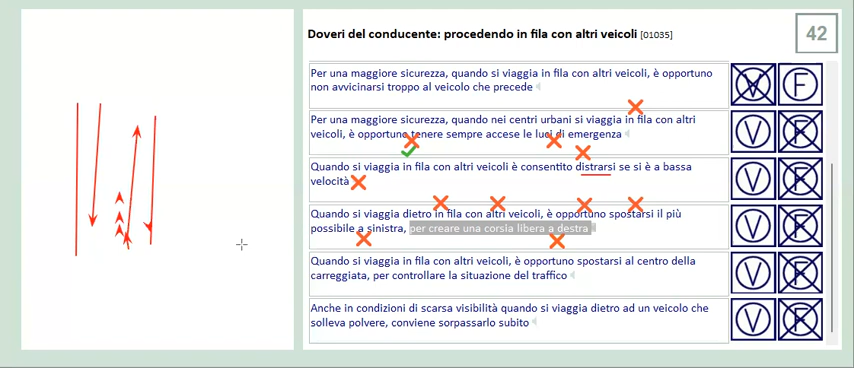 Doveri del conducente: procedendo in fila con altri veicoli [01035]
42
Per una maggiore sicurezza, quando si viaggia in fila con altri veicoli, è opportuno
non avvicinarsi troppo al veicolo che precede
V F
Per una maggiore sicurezza, quando nei centri urbani si viaggia in fila con altri
veicoli, è opportuno tenere sempre accese le luci di emergenza
V F
Quando si viaggia in fila con altri veicoli è consentito distrarsi se si è a bassa
velocità
V F
Quando si viaggia dietro in fila con altri veicoli, è opportuno spostarsi il più
possibile a sinistra, per creare una corsia libera a destra
V F
Quando si viaggia in fila con altri veicoli, è opportuno spostarsi al centro della
carreggiata, per controllare la situazione del traffico
V F
Anche in condizioni di scarsa visibilità quando si viaggia dietro ad un veicolo che
solleva polvere, conviene sorpassarlo subito
V F